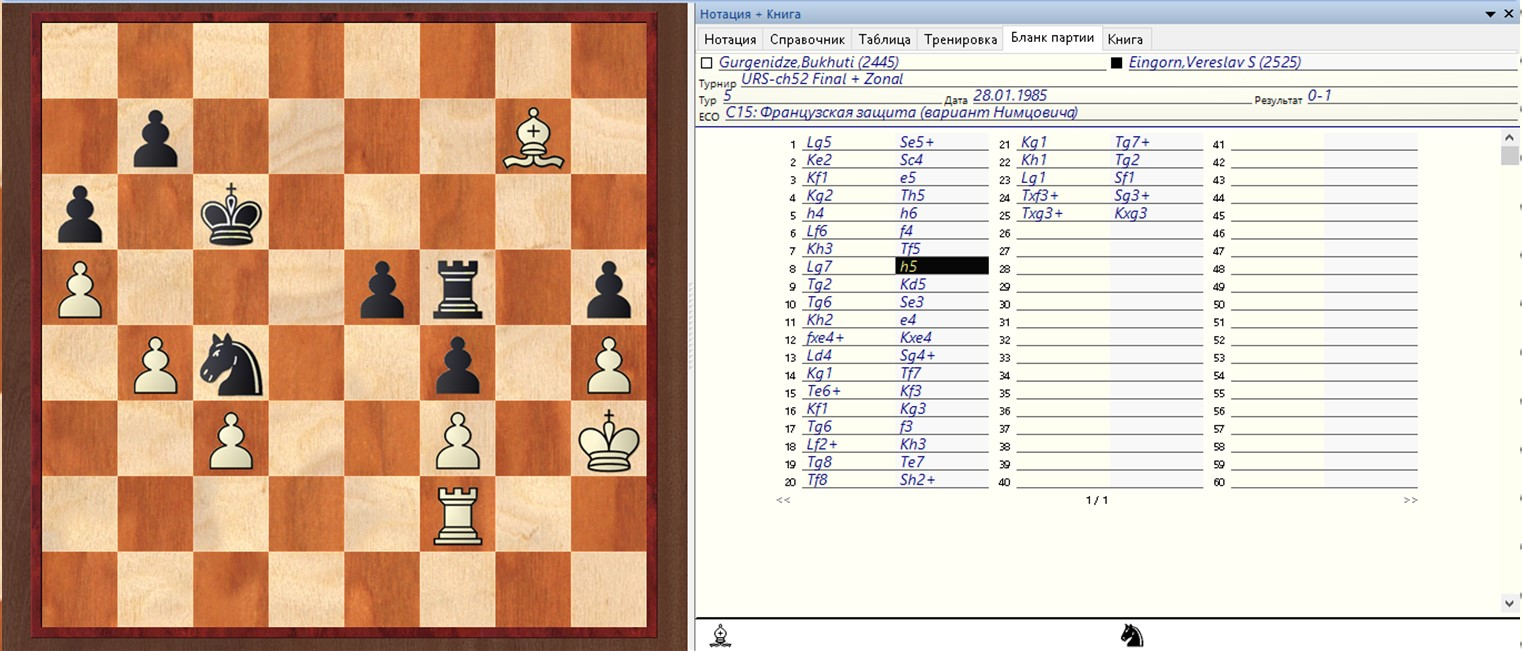 Нотация + Книга
Нотация Справочник Таблица Тренировка Бланк партии Книга
Gurgenidze,Bukhuti (2445) Eingorn,Vereslav S (2525)
Турнир URS-ch52 Final + Zonal
Тур 5 Дата 28.01.1985 Результат 0-1
ECO C15: Французская защита (вариант Нимцовича)
1 Lg5 Se5+ 21 Kg1 Tg7+ 41
2 Ke2 Sc4 22 Kh1 Tg2 42
3 Kf1 e5 23 Lg1 Sf1 43
4 Kg2 Th5 24 Txf3+ Sg3+ 44
5 h4 h6 25 Txg3+ Kxg3 45
6 Lf6 f4 26 46
7 Kh3 Tf5 27 47
8 Lg7 h5 28 48
9 Tg2 Kd5 29 49
10 Tg6 Se3 30 50
11 Kh2 e4 31 51
12 fxe4+ Kxe4 32 52
13 Ld4 Sg4+ 33 53
14 Kg1 Tf7 34 54
15 Te6+ Kf3 35 55
16 Kf1 Kg3 36 56
17 Tg6 f3 37 57
18 Lf2+ Kh3 38 58
19 Tg8 Te7 39 59
20 Tf8 Sh2+ 40 60
<< 1/1 >>